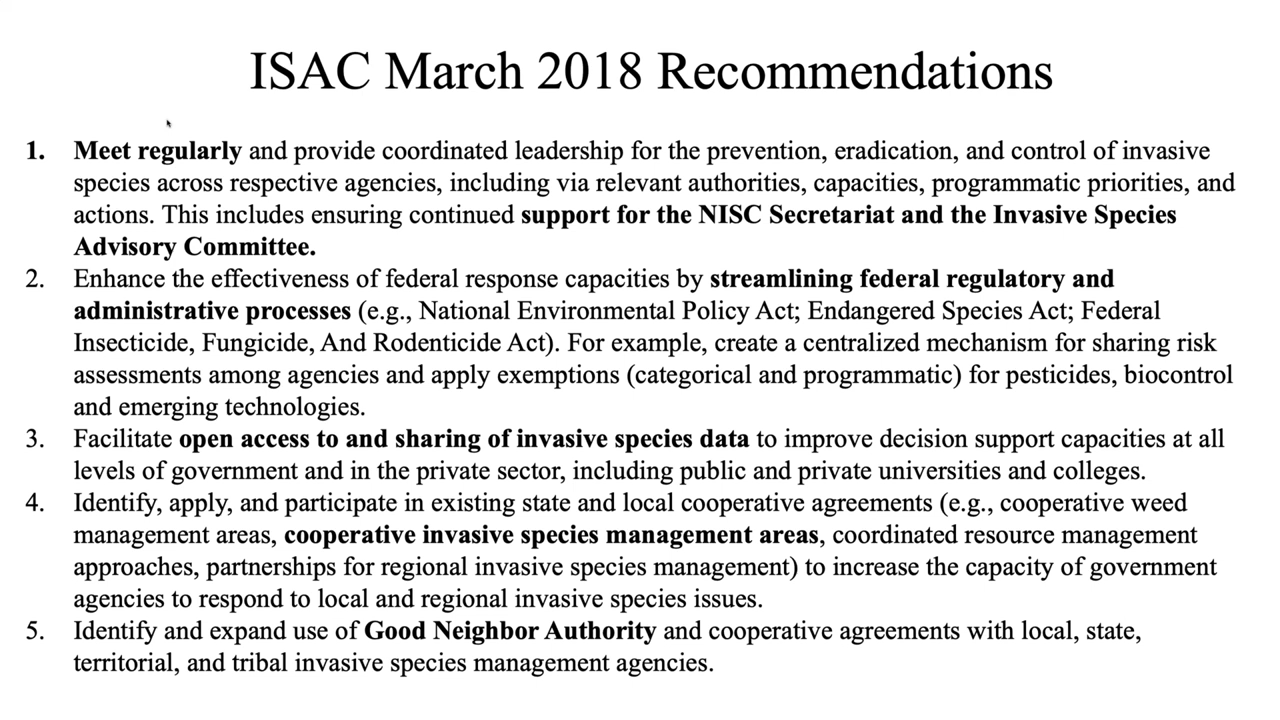 ISAC March 2018 Recommendations
1. Meet regularly and provide coordinated leadership for the prevention, eradication, and control of invasive
species across respective agencies, including via relevant authorities, capacities, programmatic priorities, and
actions. This includes ensuring continued support for the NISC Secretariat and the Invasive Species
Advisory Committee.
2. Enhance the effectiveness of federal response capacities by streamlining federal regulatory and
administrative processes (e.g., National Environmental Policy Act; Endangered Species Act; Federal
Insecticide, Fungicide, And Rodenticide Act). For example, create a centralized mechanism for sharing risk
assessments among agencies and apply exemptions (categorical and programmatic) for pesticides, biocontrol
and emerging technologies.
3. Facilitate open access to and sharing of invasive species data to improve decision support capacities at all
levels of government and in the private sector, including public and private universities and colleges.
4. Identify, apply, and participate in existing state and local cooperative agreements (e.g., cooperative weed
management areas, cooperative invasive species management areas, coordinated resource management
approaches, partnerships for regional invasive species management) to increase the capacity of government
agencies to respond to local and regional invasive species issues.
5. Identify and expand use of Good Neighbor Authority and cooperative agreements with local, state,
territorial, and tribal invasive species management agencies.